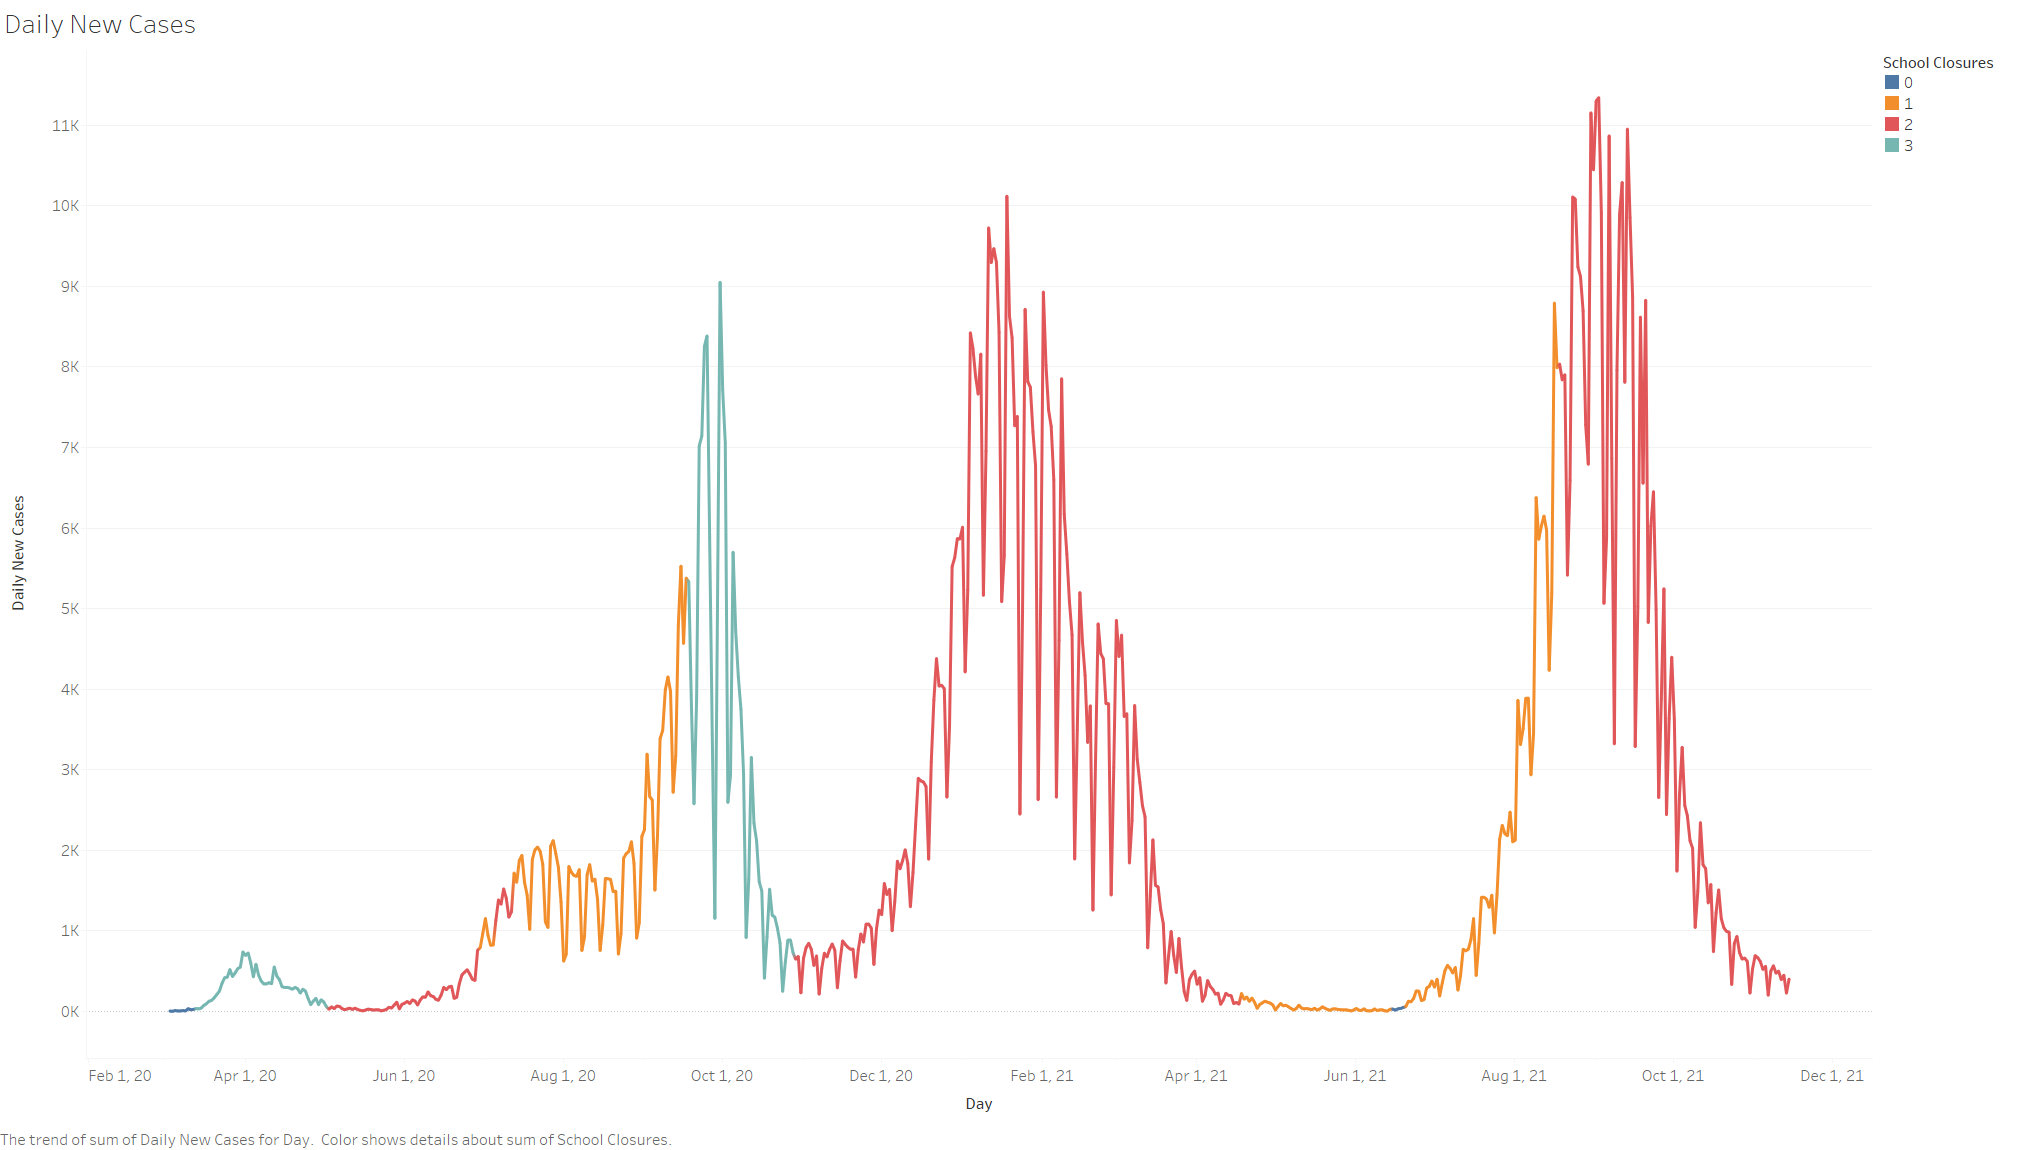 Daily New Cases
School Closures
0
1
2
3
11K
10K
9K
8K
7K
6K
5K
4K
3K
2K
1K
0K
Daily New Cases
Feb 1, 20
Apr 1, 20
Jun 1, 20
Aug 1, 20
Oct 1, 20
Dec 1, 20
Feb 1, 21
Apr 1, 21
Jun 1, 21
Aug 1, 21
Oct 1, 21
Dec 1, 21
Day
The trend of sum of Daily New Cases for Day.  Color shows details about sum of School Closures.